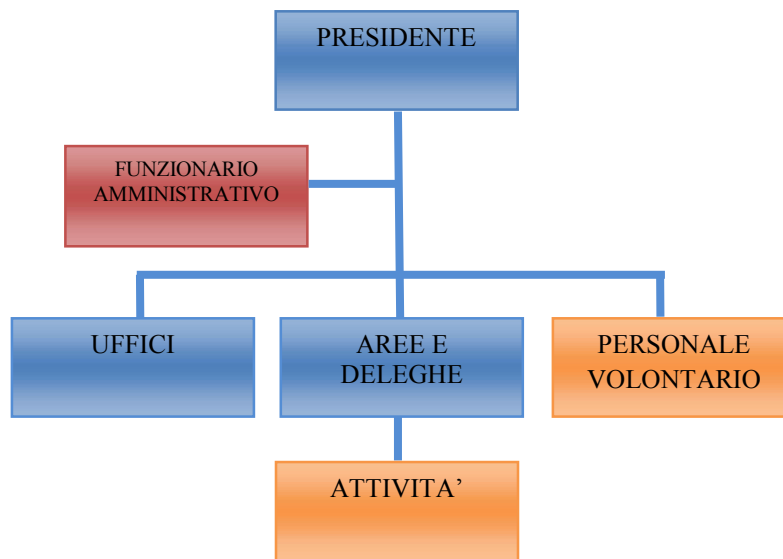 PRESIDENTE
FUNZIONARIO
AMMINISTRATIVO
UFFICI
AREE E
DELEGHE
PERSONALE
VOLONTARIO
ATTIVITA’